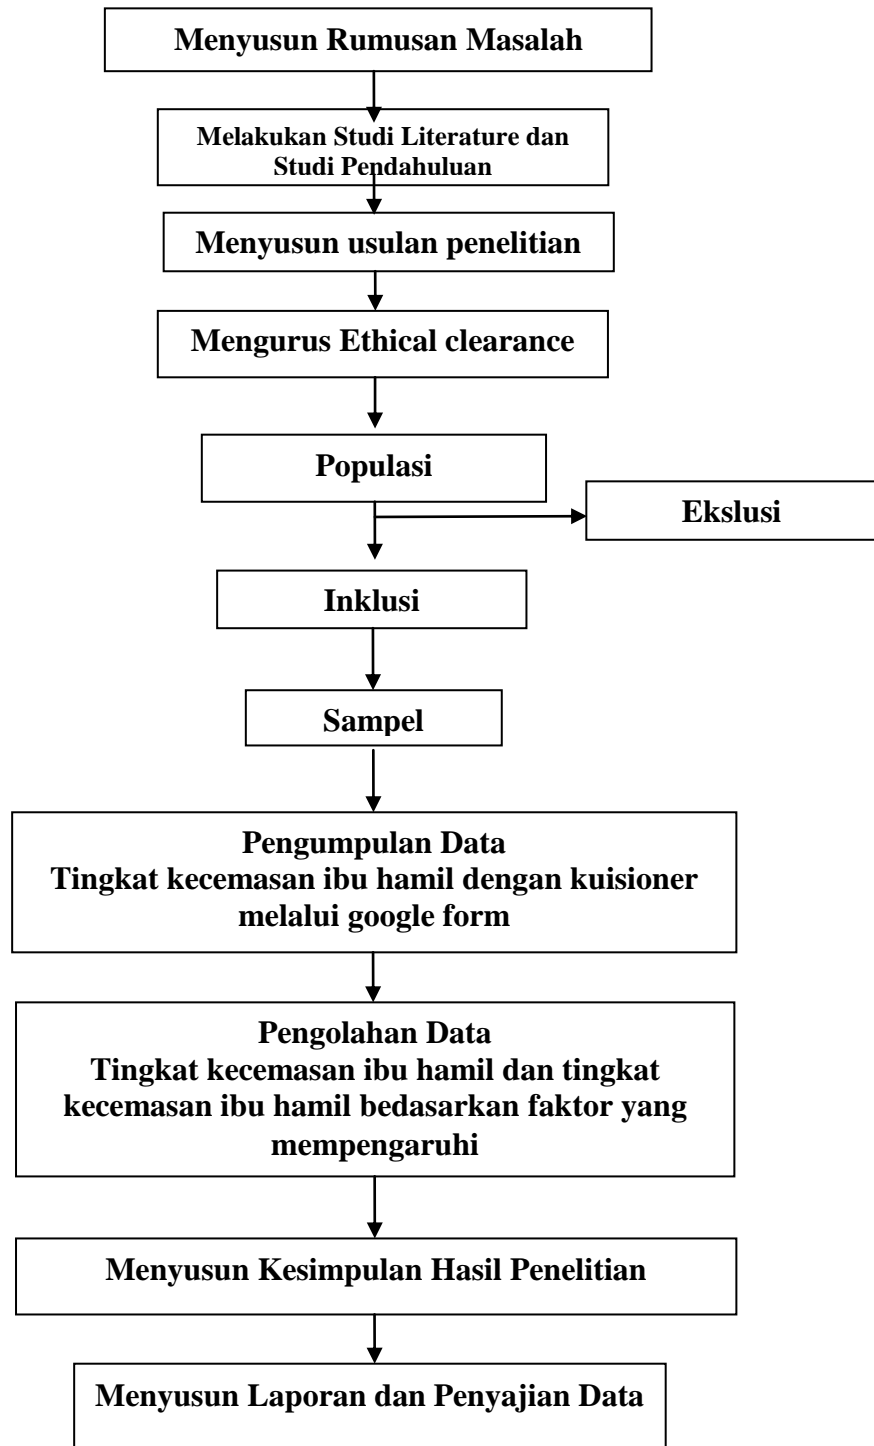 Menyusun Rumusan Masalah
Melakukan Studi Literature dan
Studi Pendahuluan
Menyusun usulan penelitian
Mengurus Ethical clearance
Populasi
Ekslusi
Inklusi
Sampel
Pengumpulan Data
Tingkat kecemasan ibu hamil dengan kuisioner
melalui google form
Pengolahan Data
Tingkat kecemasan ibu hamil dan tingkat
kecemasan ibu hamil bedasarkan faktor yang
mempengaruhi
Menyusun Kesimpulan Hasil Penelitian
Menyusun Laporan dan Penyajian Data